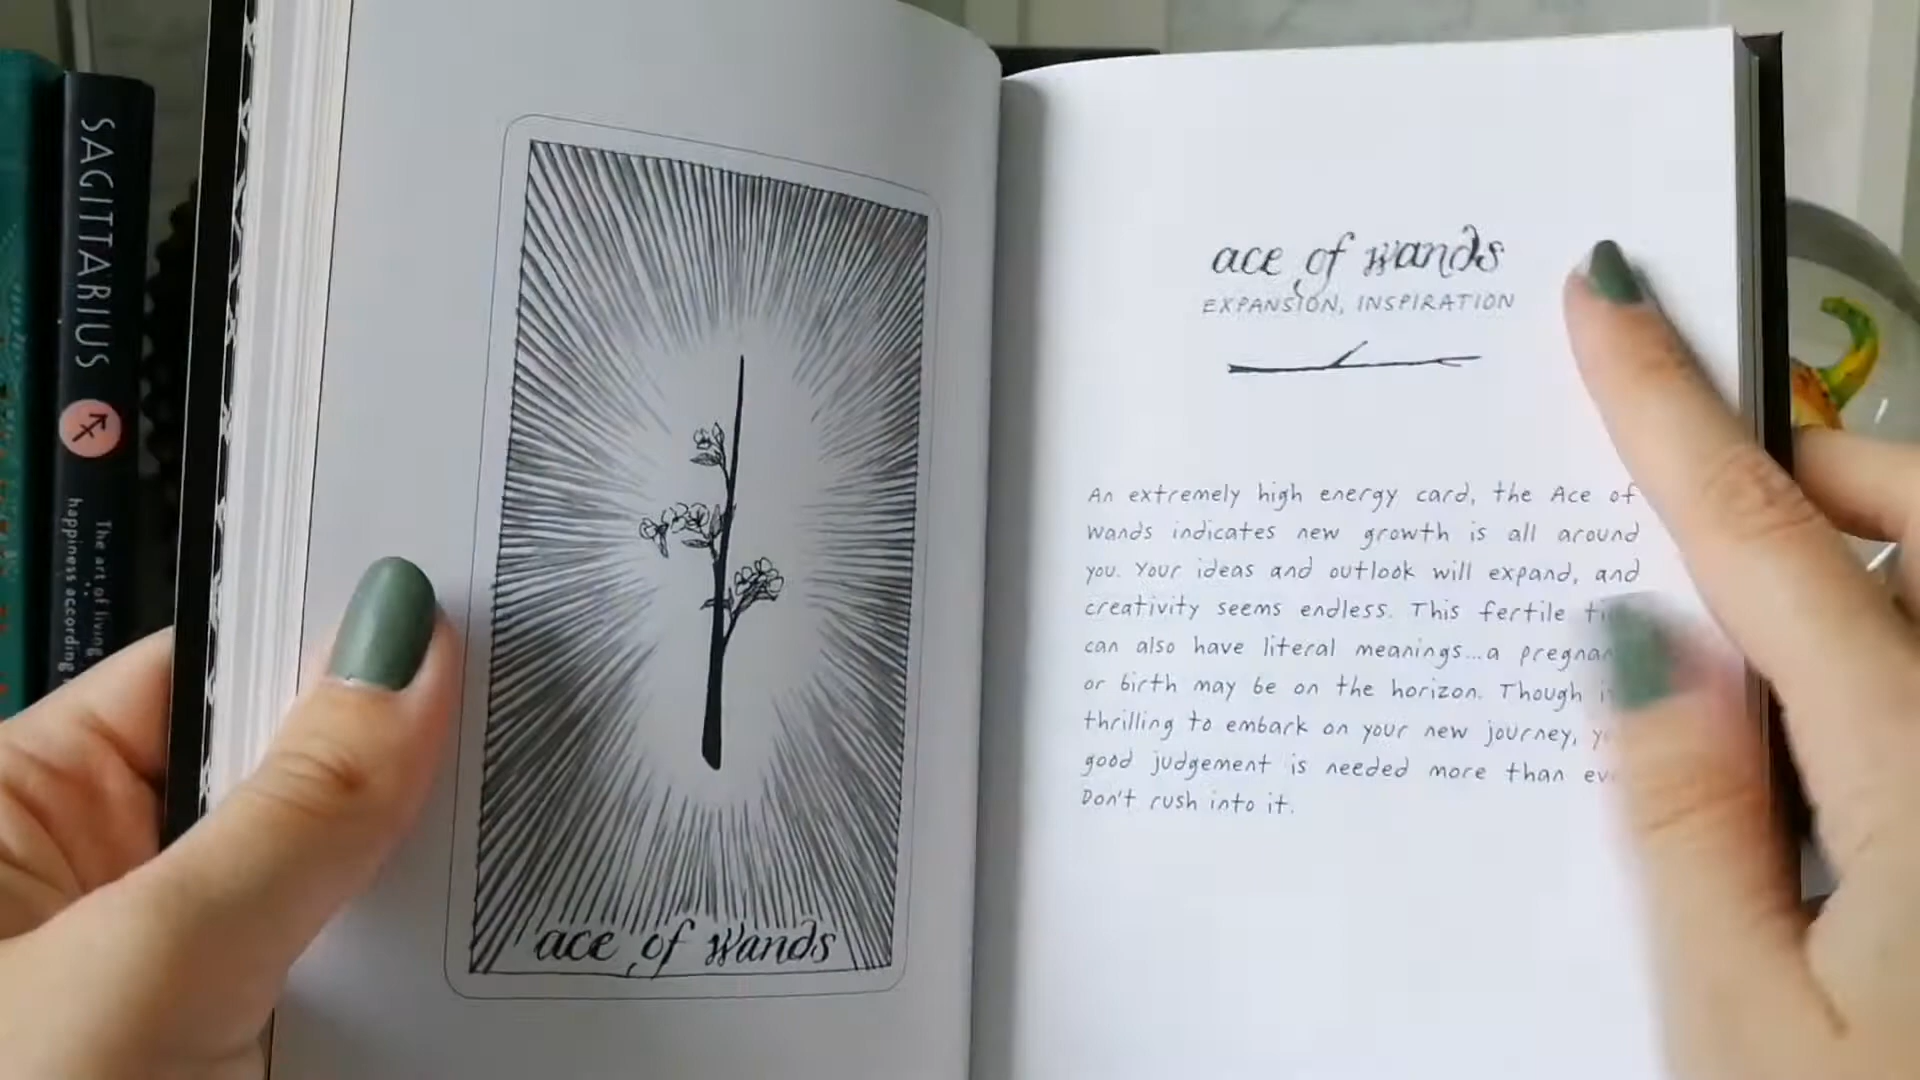 SAGITTARIUS
The art of living
happiness according
ace of wands
ace of wands
EXPANSION, INSPIRATION
An extremely high energy card, the Ace of
Wands indicates new growth is all around
you. Your ideas and outlook will expand, and
creativity seems endless. This fertile
can also have literal meanings...a
or birth may be on the horizon. Though
thrilling to embark on your new journey,
good judgement is needed more than
Don't rush into it.